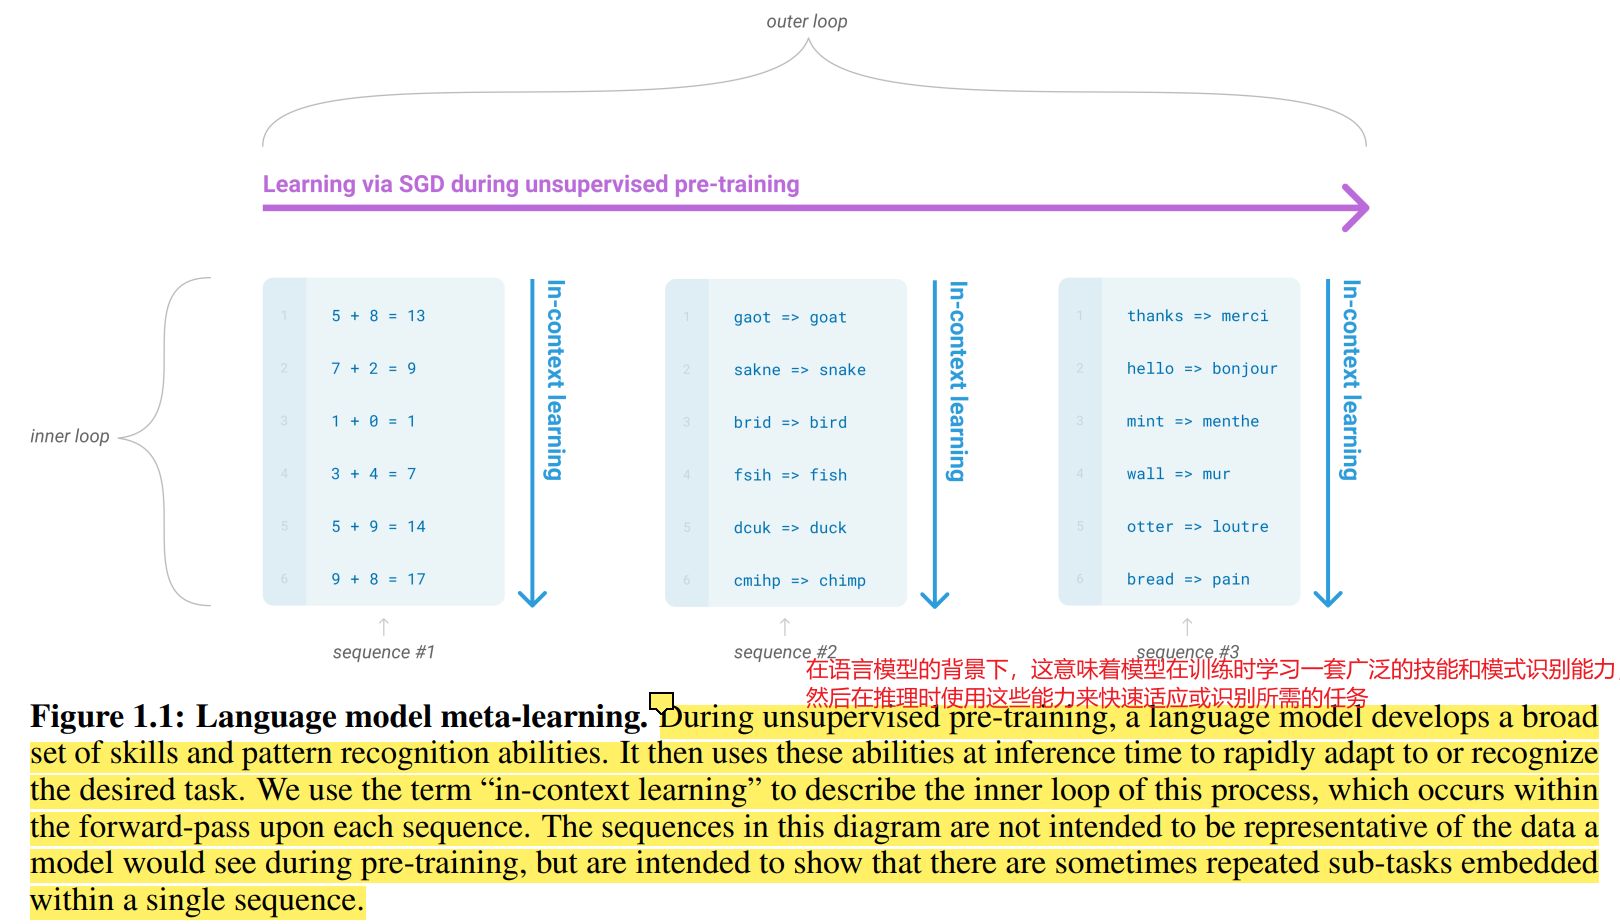 outer loop
Learning via SGD during unsupervised pre-training
inner loop
1 5 + 8 = 13
2 7 + 2 = 9
3 1 + 0 = 1
4 3 + 4 = 7
5 5 + 9 = 14
6 9 + 8 = 17
In-context learning
sequence #1
1 gaot => goat
2 sakne => snake
3 brid => bird
4 fsih => fish
5 dcuk => duck
6 cmihp => chimp
In-context learning
sequence #2
1 thanks => merci
2 hello => bonjour
3 mint => menthe
4 wall => mur
5 otter => loutre
6 bread => pain
In-context learning
sequence #3
在语言模型的背景下，这意味着模型在训练时学习一套广泛的技能和模式识别能力，
然后在推理时使用这些能力来快速适应或识别所需的任务
Figure 1.1: Language model meta-learning. During unsupervised pre-training, a language model develops a broad
set of skills and pattern recognition abilities. It then uses these abilities at inference time to rapidly adapt to or recognize
the desired task. We use the term “in-context learning” to describe the inner loop of this process, which occurs within
the forward-pass upon each sequence. The sequences in this diagram are not intended to be representative of the data a
model would see during pre-training, but are intended to show that there are sometimes repeated sub-tasks embedded
within a single sequence.